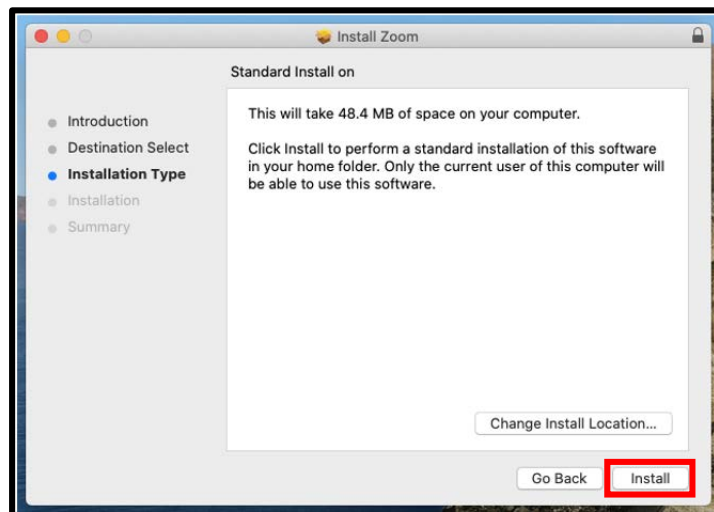 Install Zoom
Standard Install on
Introduction
Destination Select
Installation Type
Installation
Summary
This will take 48.4 MB of space on your computer.
Click Install to perform a standard installation of this software
in your home folder. Only the current user of this computer will
be able to use this software.
Change Install Location...
Go Back
Install